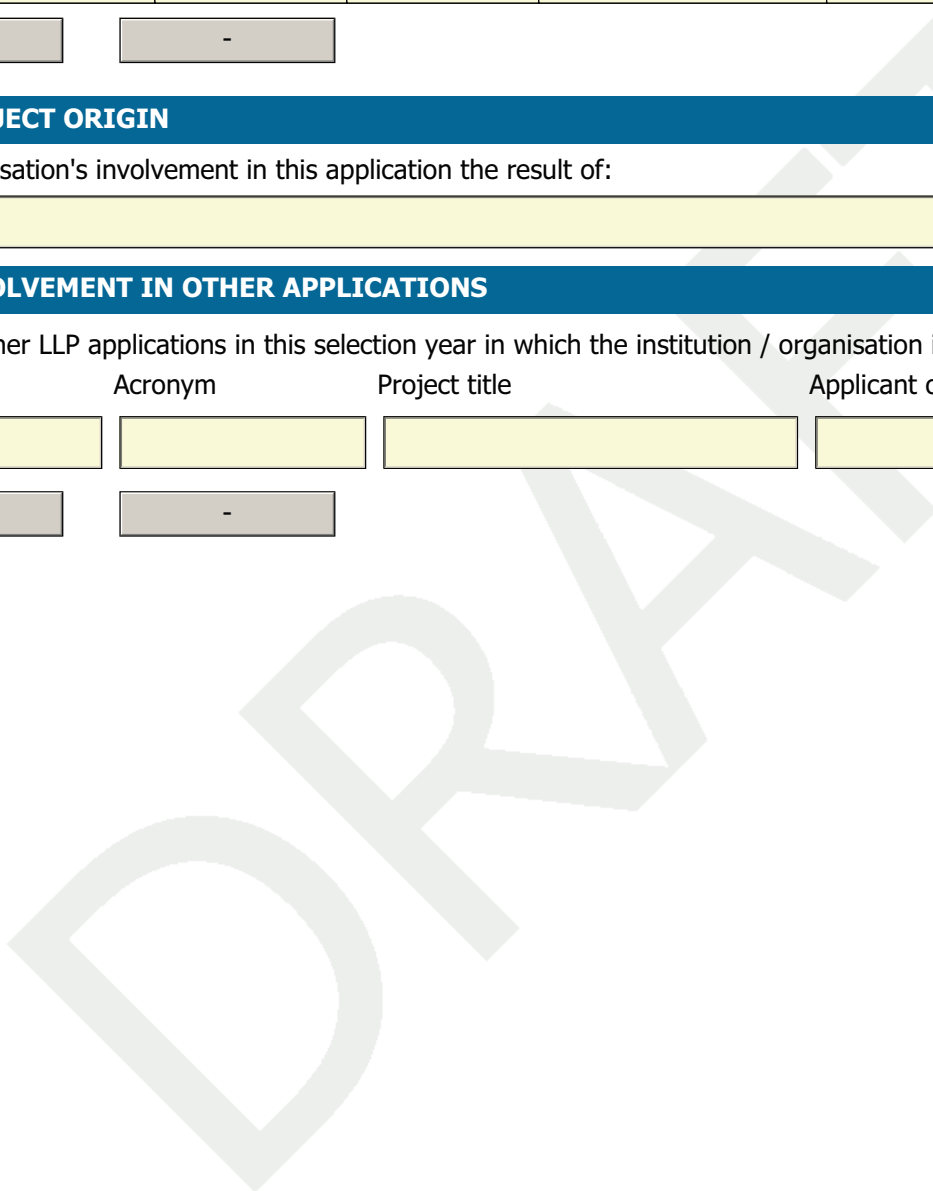 -
JECT ORIGIN
sation's involvement in this application the result of:
OLVEMENT IN OTHER APPLICATIONS
her LLP applications in this selection year in which the institution / organisation i
Acronym Project title Applicant o
-
DRAFT